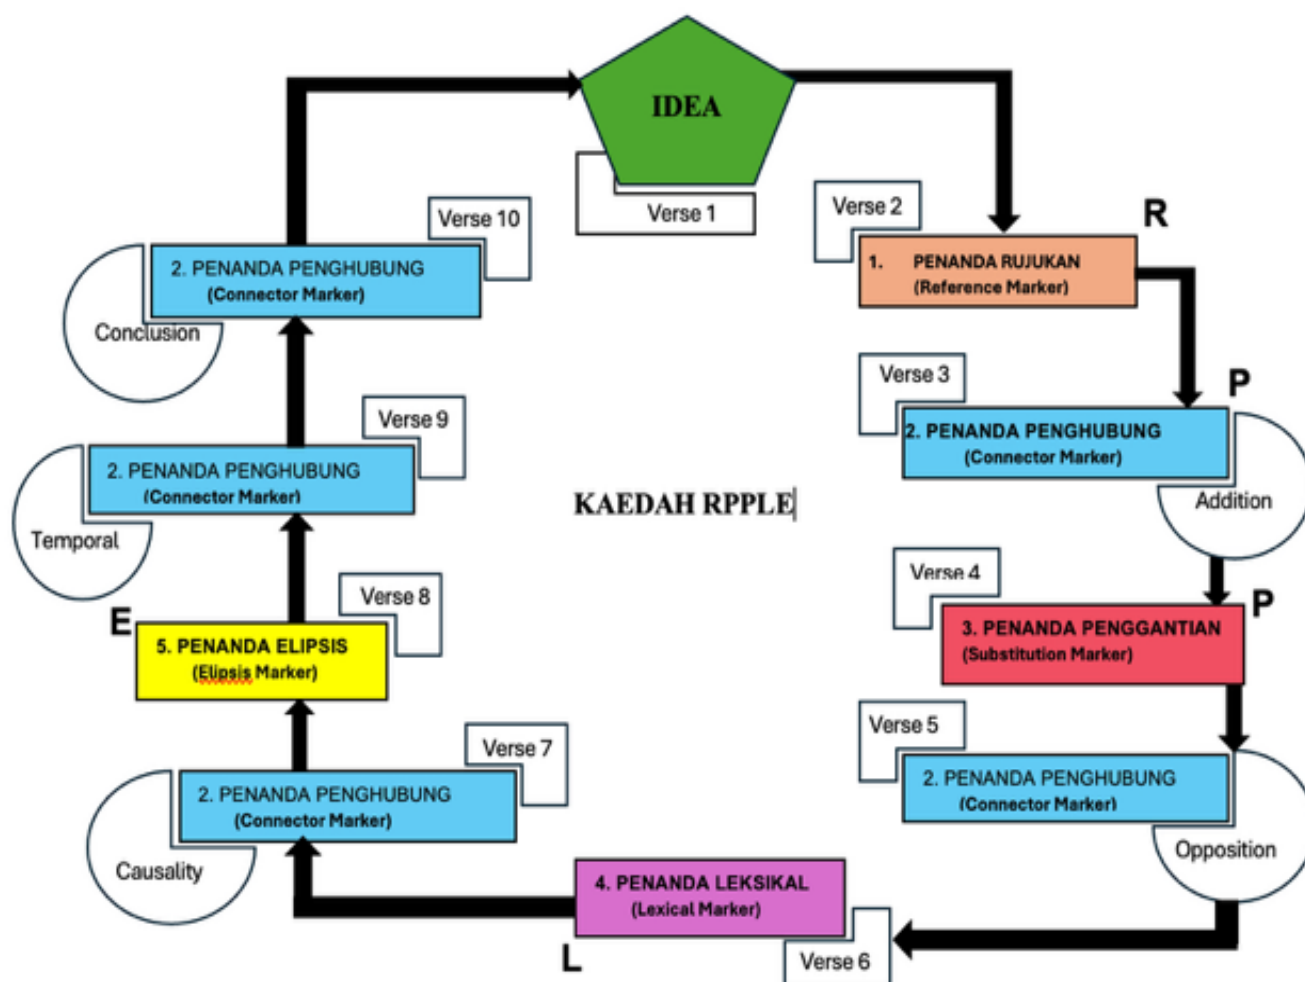 IDEA
Verse 1
Verse 2
R
1. PENANDA RUJUKAN
(Reference Marker)
Verse 3
P
2. PENANDA PENGHUBUNG
(Connector Marker)
Addition
Verse 4
P
3. PENANDA PENGGANTIAN
(Substitution Marker)
Verse 5
2. PENANDA PENGHUBUNG
(Connector Marker)
Opposition
Verse 6
4. PENANDA LEKSIKAL
(Lexical Marker)
L
Verse 7
2. PENANDA PENGHUBUNG
(Connector Marker)
Causality
Verse 8
E
5. PENANDA ELIPSIS
(Elipsis Marker)
Verse 9
2. PENANDA PENGHUBUNG
(Connector Marker)
Temporal
Verse 10
2. PENANDA PENGHUBUNG
(Connector Marker)
Conclusion
KAEDAH RPPLE